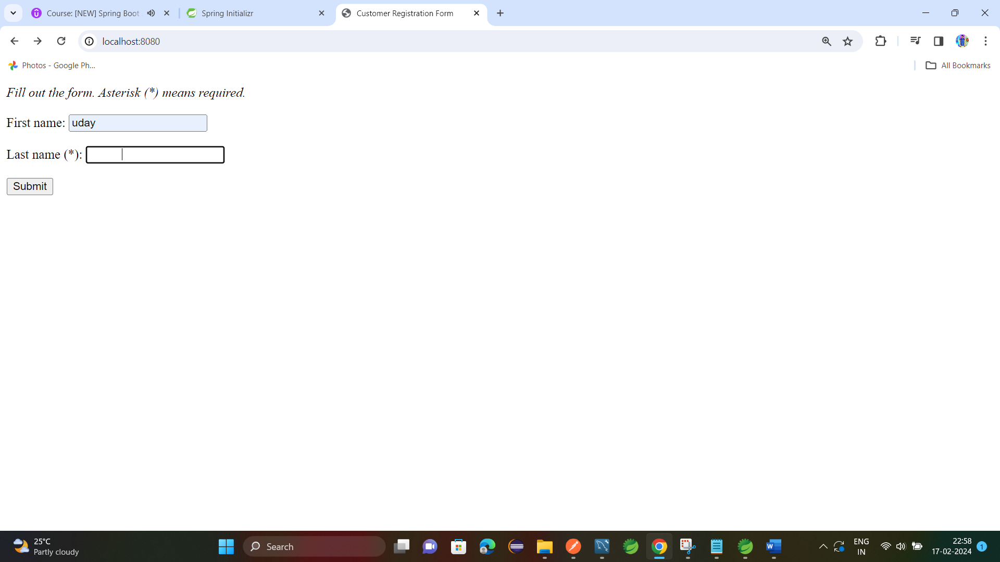 Course: [NEW] Spring Boot
Spring Initializr
Customer Registration Form
localhost:8080
Photos - Google Ph...
All Bookmarks
Fill out the form. Asterisk (*) means required.
First name: uday
Last name (*):
Submit
25°C
Partly cloudy
Search
ENG
IN
22:58
17-02-2024
1